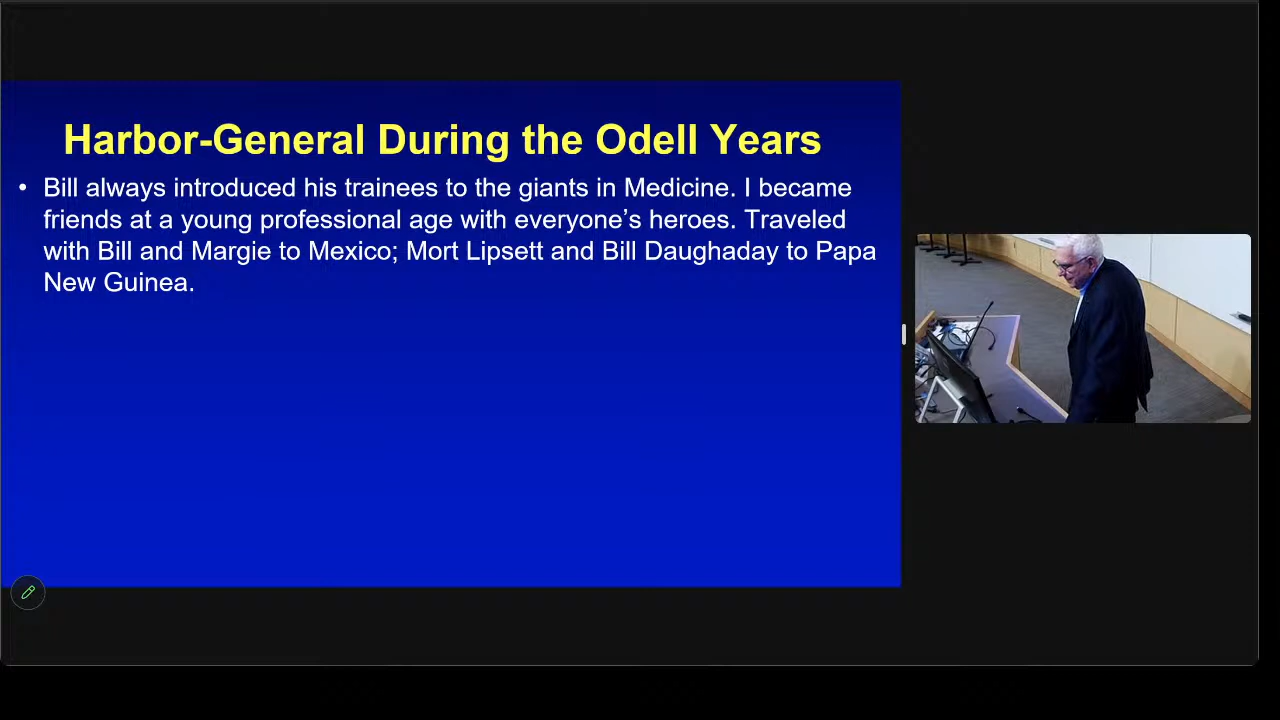 Harbor-General During the Odell Years
• Bill always introduced his trainees to the giants in Medicine. I became
friends at a young professional age with everyone’s heroes. Traveled
with Bill and Margie to Mexico; Mort Lipsett and Bill Daughaday to Papa
New Guinea.